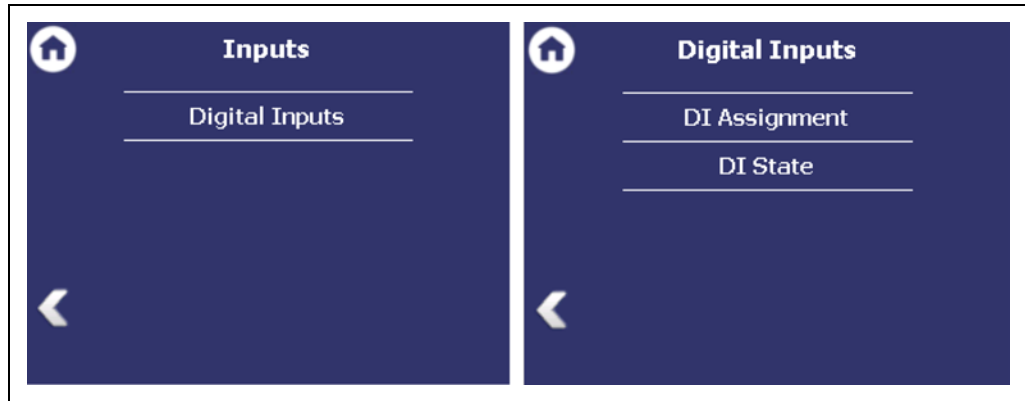 Inputs
Digital Inputs
Digital Inputs
DI Assignment
DI State